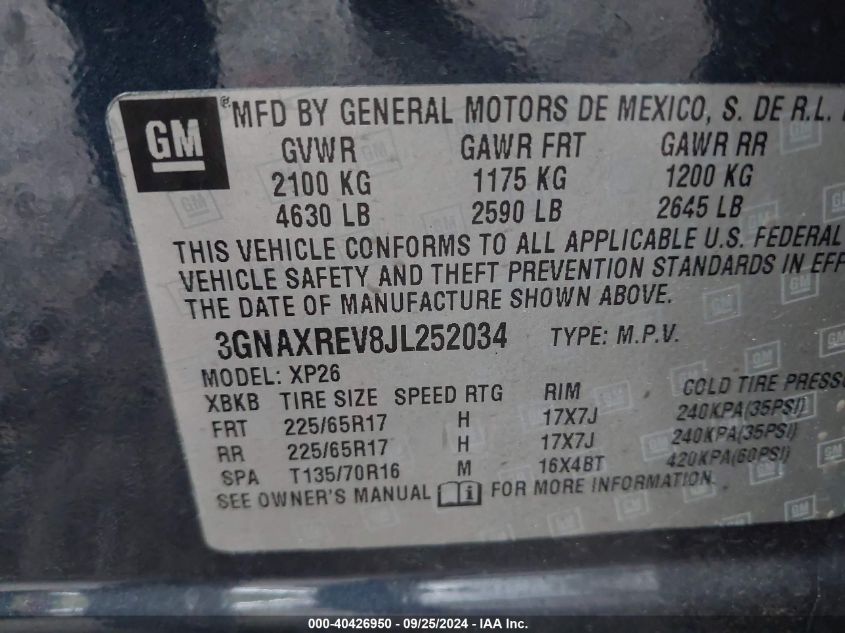 GM
® MFD BY GENERAL MOTORS DE MEXICO, S. DE R.L.
GVWR GAWR FRT GAWR RR
2100 KG 1175 KG 1200 KG
4630 LB 2590 LB 2645 LB
THIS VEHICLE CONFORMS TO ALL APPLICABLE U.S. FEDERAL
VEHICLE SAFETY AND THEFT PREVENTION STANDARDS IN EFF
THE DATE OF MANUFACTURE SHOWN ABOVE.
3GNAXREV8JL252034 TYPE: M.P.V.
MODEL: XP26
XBKB TIRE SIZE SPEED RTG RIM COLD TIRE PRESS
FRT 225/65R17 H 17X7J 240KPA(35PSI)
RR 225/65R17 H 17X7J 240KPA(35PSI)
SPA T135/70R16 M 16X4BT 420KPA(60PSI)
SEE OWNER'S MANUAL i FOR MORE INFORMATION.
000-40426950 - 09/25/2024 - IAA Inc.